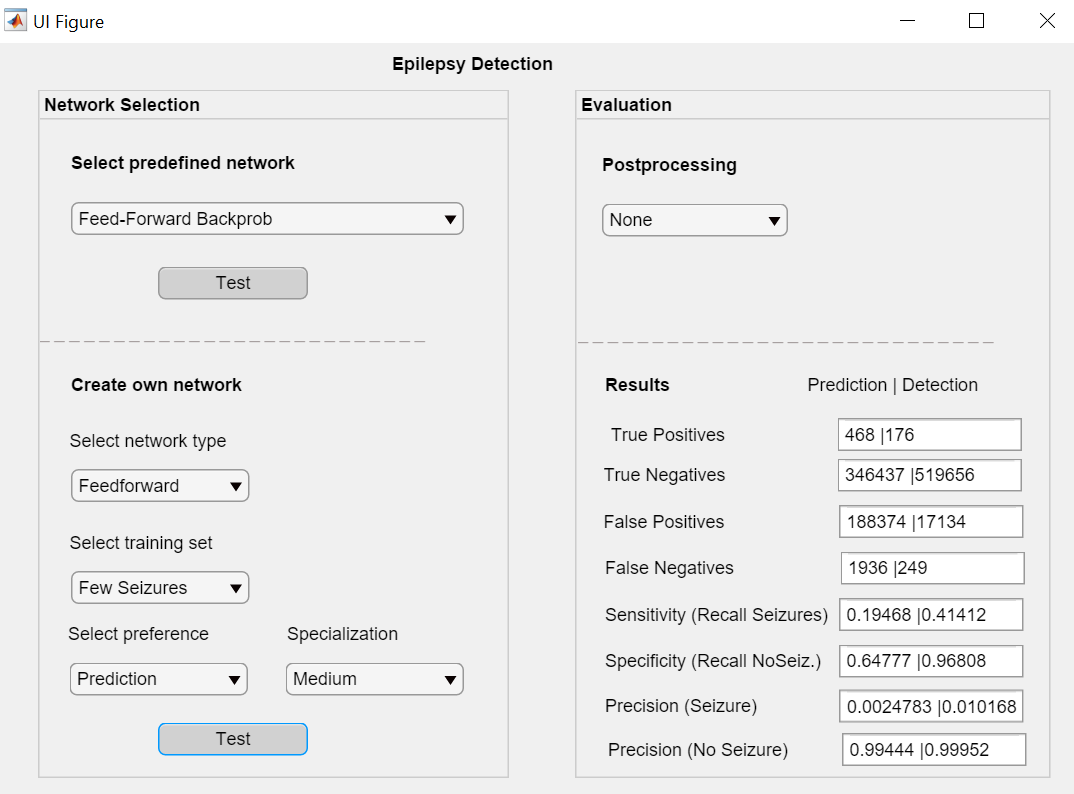 UI Figure
Epilepsy Detection
Network Selection
Select predefined network
Feed-Forward Backprob
Test
Create own network
Select network type
Feedforward
Select training set
Few Seizures
Select preference Specialization
Prediction Medium
Test
Evaluation
Postprocessing
None
Results Prediction | Detection
True Positives 468 |176
True Negatives 346437 |519656
False Positives 188374 |17134
False Negatives 1936 |249
Sensitivity (Recall Seizures) 0.19468 |0.41412
Specificity (Recall NoSeiz.) 0.64777 |0.96808
Precision (Seizure) 0.0024783 |0.010168
Precision (No Seizure) 0.99444 |0.99952